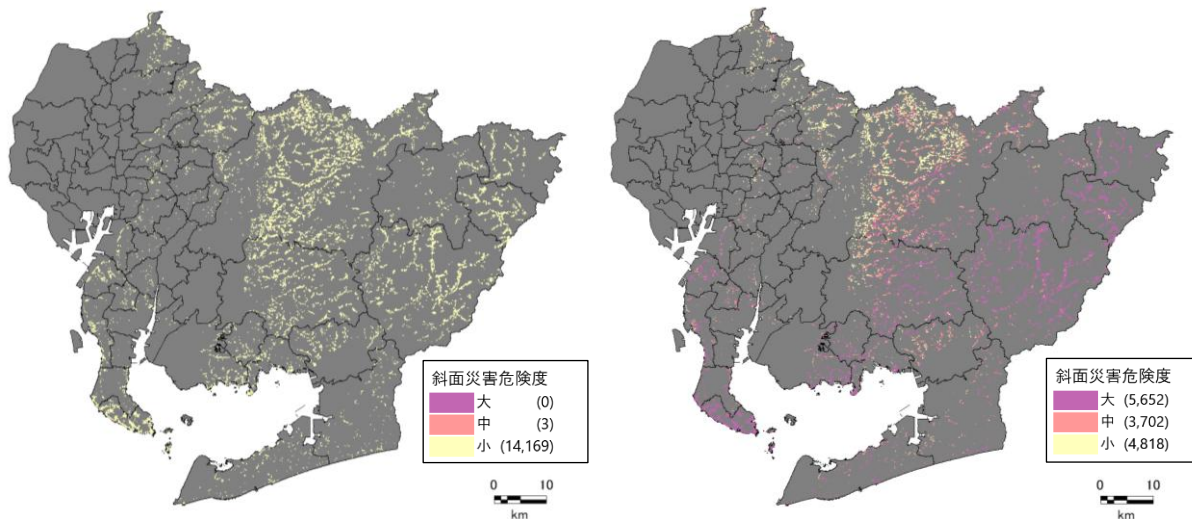 斜面災害危険度
大 (0)
中 (3)
小 (14,169)
0 10
km
斜面災害危険度
大 (5,652)
中 (3,702)
小 (4,818)
0 10
km